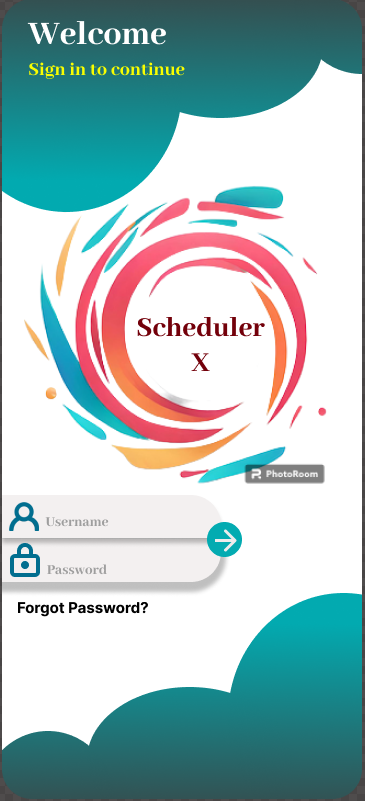 Welcome
Sign in to continue
Scheduler
X
PhotoRoom
Username
Password
Forgot Password?